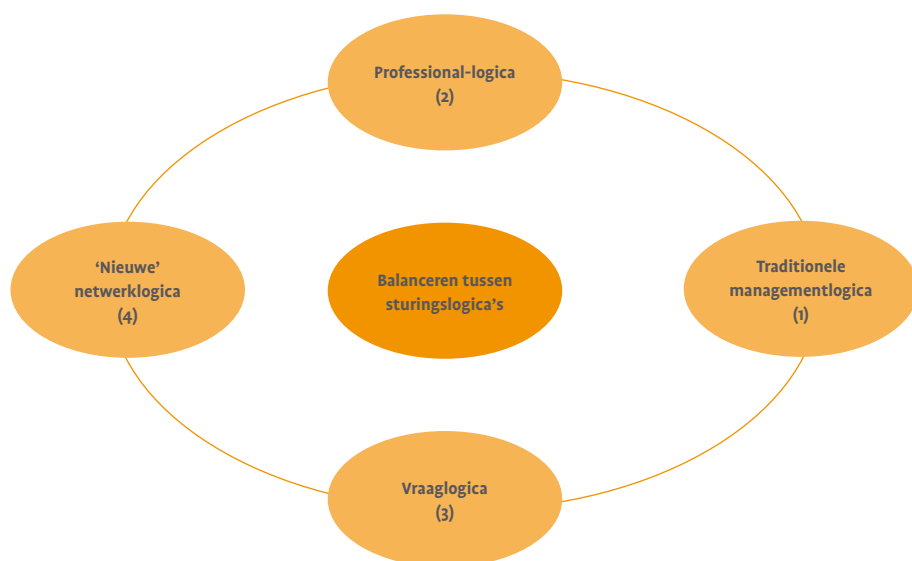 Professional-logica
(2)
‘Nieuwe’
netwerklogica
(4)
Balanceren tussen
sturingslogica’s
Traditionele
managementlogica
(1)
Vraaglogica
(3)